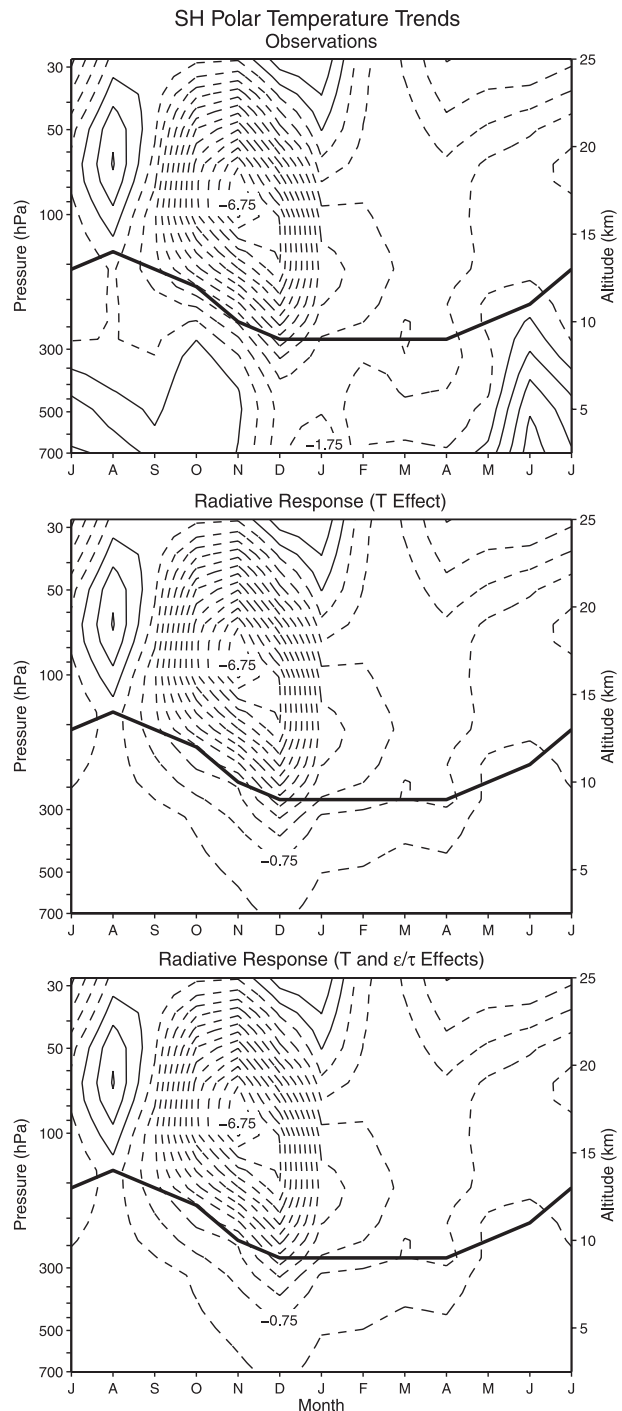 SH Polar Temperature Trends
Observations
30
50
100
300
500
700
Pressure (hPa)
25
20
15
10
5
Altitude (km)
−6.75
−1.75
J A S O N D J F M A M J J
Radiative Response (T Effect)
30
50
100
300
500
700
Pressure (hPa)
25
20
15
10
5
Altitude (km)
−6.75
−0.75
J A S O N D J F M A M J J
Radiative Response (T and ε/τ Effects)
30
50
100
300
500
700
Pressure (hPa)
25
20
15
10
5
Altitude (km)
−6.75
−0.75
J A S O N D J F M A M J J
Month